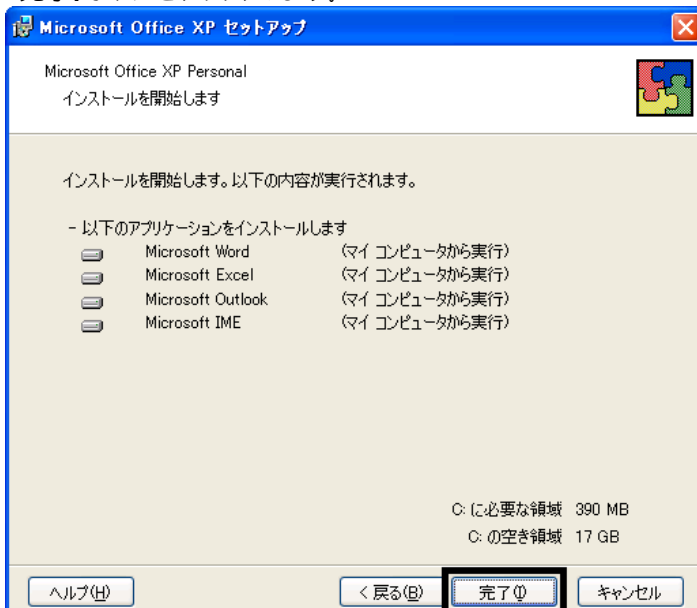 Microsoft Office XP セットアップ
Microsoft Office XP Personal
インストールを開始します
インストールを開始します。以下の内容が実行されます。
- 以下のアプリケーションをインストールします
Microsoft Word (マイ コンピュータから実行)
Microsoft Excel (マイ コンピュータから実行)
Microsoft Outlook (マイ コンピュータから実行)
Microsoft IME (マイ コンピュータから実行)
C: に必要な領域 390 MB
C: の空き領域 17 GB
ヘルプ(H) < 戻る(B) 完了(I) キャンセル